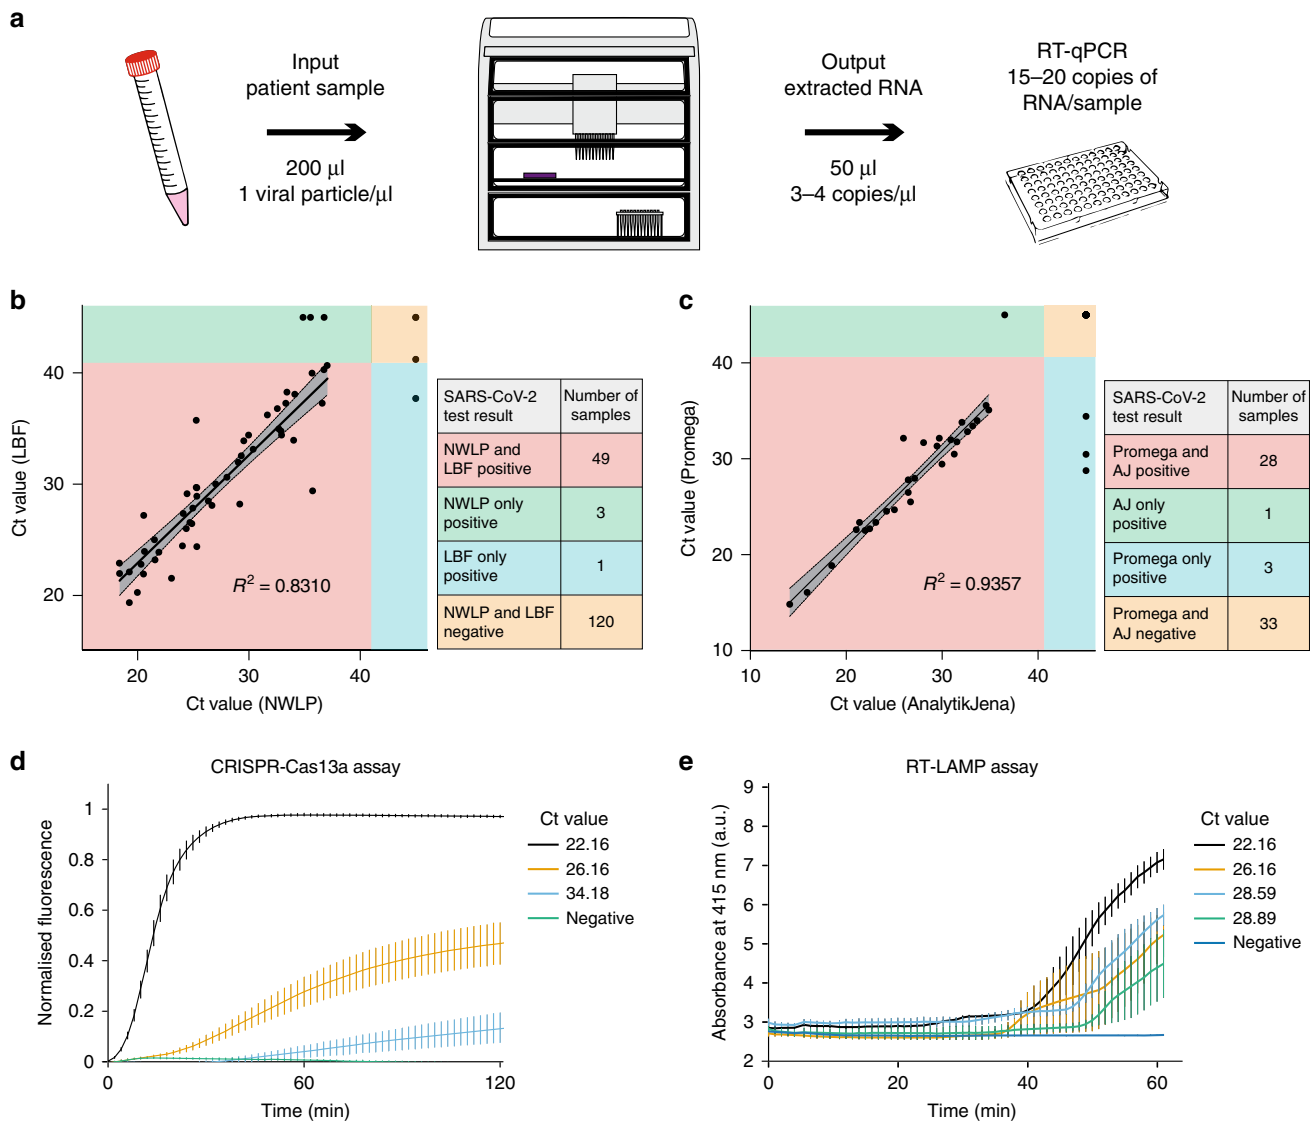 a
Input
patient sample
200 µl
1 viral particle/µl
Output
extracted RNA
50 µl
3–4 copies/µl
RT-qPCR
15–20 copies of
RNA/sample
b
Ct value (LBF)
40
30
20
20
30
40
Ct value (NWLP)
R² = 0.8310
SARS-CoV-2
test result
Number of
samples
NWLP and
LBF positive
49
NWLP only
positive
3
LBF only
positive
1
NWLP and LBF
negative
120
c
Ct value (Promega)
40
30
20
10
10
20
30
40
Ct value (AnalytikJena)
R² = 0.9357
SARS-CoV-2
test result
Number of
samples
Promega and
AJ positive
28
AJ only
positive
1
Promega only
positive
3
Promega and
AJ negative
33
d
CRISPR-Cas13a assay
Normalised fluorescence
1
0.8
0.6
0.4
0.2
0
0
60
120
Time (min)
Ct value
22.16
26.16
34.18
Negative
e
RT-LAMP assay
Absorbance at 415 nm (a.u.)
9
8
7
6
5
4
3
2
0
20
40
60
Time (min)
Ct value
22.16
26.16
28.59
28.89
Negative